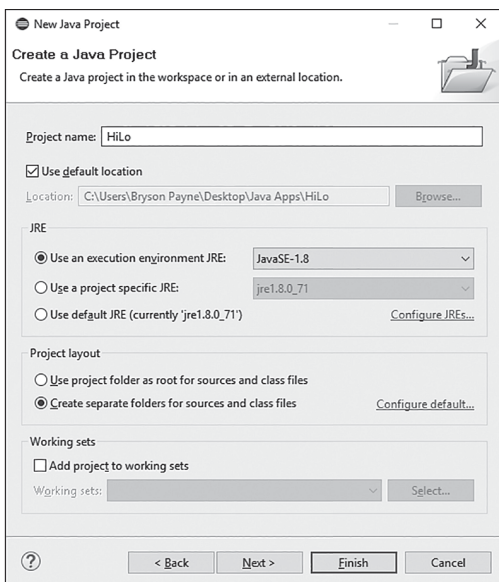 New Java Project
Create a Java Project
Create a Java project in the workspace or in an external location.
Project name: HiLo
Use default location
Location: C:\Users\Bryson Payne\Desktop\Java Apps\HiLo Browse...
JRE
Use an execution environment JRE: JavaSE-1.8
Use a project specific JRE: jre1.8.0_71
Use default JRE (currently 'jre1.8.0_71') Configure JREs...
Project layout
Use project folder as root for sources and class files
Create separate folders for sources and class files Configure default...
Working sets
Add project to working sets
Working sets: Select...
? < Back Next > Finish Cancel